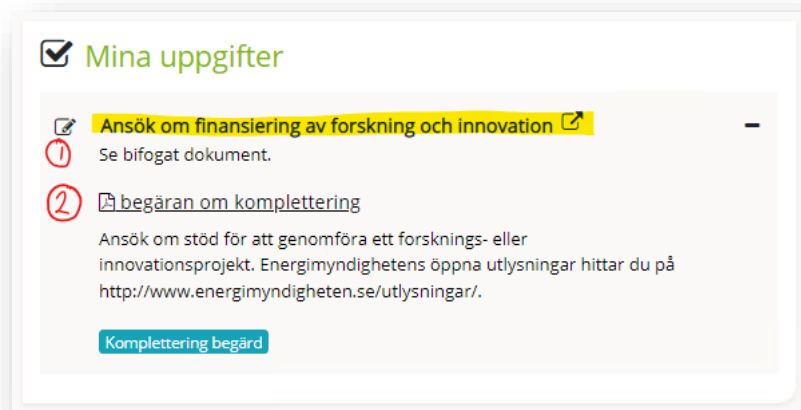 Mina uppgifter
Ansök om finansiering av forskning och innovation
1
Se bifogat dokument.
2
begäran om komplettering
Ansök om stöd för att genomföra ett forsknings- eller
innovationsprojekt. Energimyndighetens öppna utlysningar hittar du på
http://www.energimyndigheten.se/utlysningar/.
Komplettering begärd